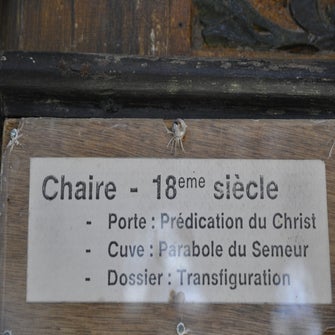 Chaire - 18eme siècle
- Porte : Prédication du Christ
- Cuve : Parabole du Semeur
- Dossier : Transfiguration